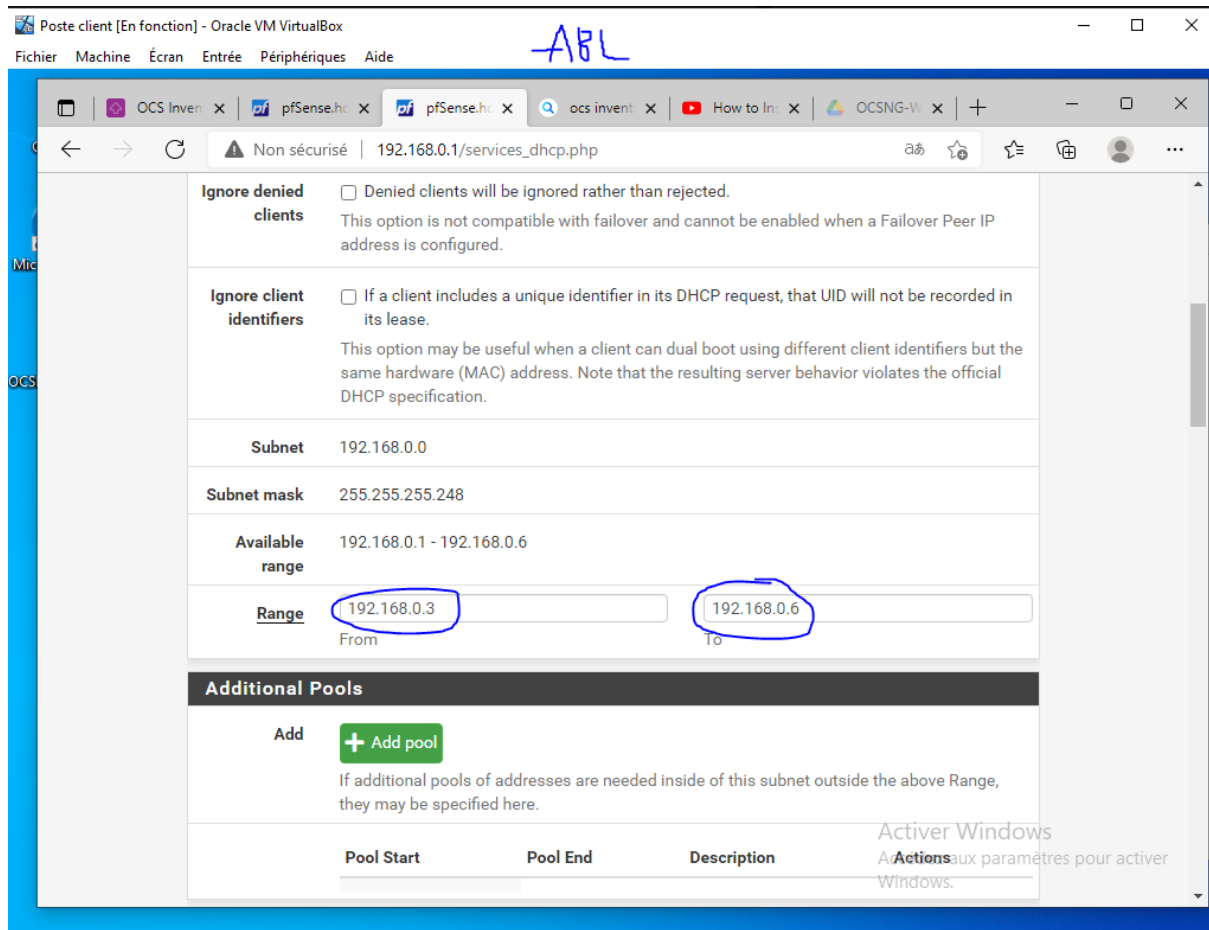 Poste client [En fonction] - Oracle VM VirtualBox
ABL
Fichier Machine Écran Entrée Périphériques Aide
OCS Inven
pfSense.ho
pfSense.ho
ocs invent
How to Ins
OCSNG-W
Non sécurisé
192.168.0.1/services_dhcp.php
Ignore denied
clients
Denied clients will be ignored rather than rejected.
This option is not compatible with failover and cannot be enabled when a Failover Peer IP
address is configured.
Mic
Ignore client
identifiers
If a client includes a unique identifier in its DHCP request, that UID will not be recorded in
its lease.
This option may be useful when a client can dual boot using different client identifiers but the
same hardware (MAC) address. Note that the resulting server behavior violates the official
DHCP specification.
OCS
Subnet 192.168.0.0
Subnet mask 255.255.255.248
Available
range
192.168.0.1 - 192.168.0.6
Range 192.168.0.3 192.168.0.6
From To
Additional Pools
Add
Add pool
If additional pools of addresses are needed inside of this subnet outside the above Range,
they may be specified here.
Pool Start Pool End Description Actions
Activer Windows
Accédez aux paramètres pour activer
Windows.